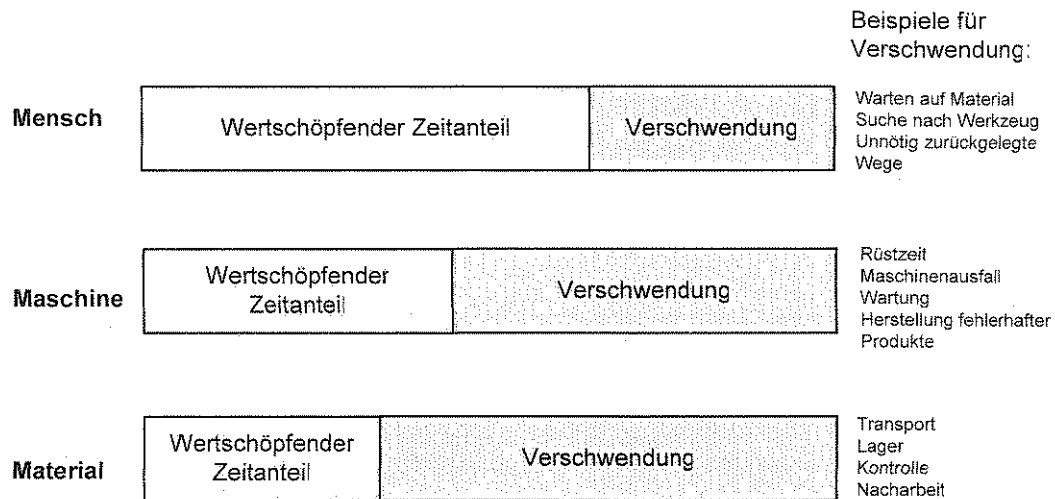 Beispiele für
Verschwendung:
Mensch
Wertschöpfender Zeitanteil
Verschwendung
Warten auf Material
Suche nach Werkzeug
Unnötig zurückgelegte
Wege
Maschine
Wertschöpfender
Zeitanteil
Verschwendung
Rüstzeit
Maschinenausfall
Wartung
Herstellung fehlerhafter
Produkte
Material
Wertschöpfender
Zeitanteil
Verschwendung
Transport
Lager
Kontrolle
Nacharbeit